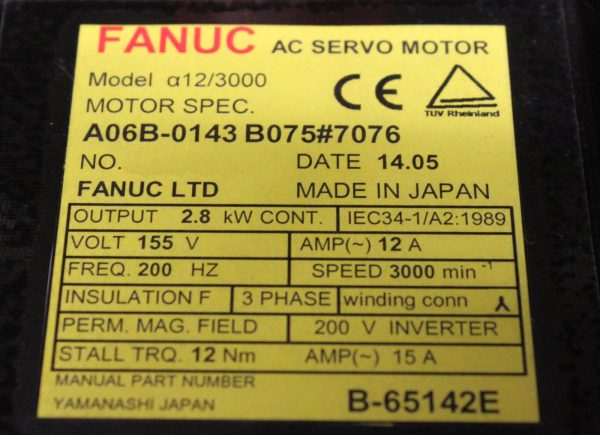 FANUC AC SERVO MOTOR
Model α12/3000
MOTOR SPEC.
CE
TUV Rheinland
A06B-0143 B075#7076
NO. DATE 14.05
FANUC LTD MADE IN JAPAN
OUTPUT 2.8 kW CONT. IEC34-1/A2:1989
VOLT 155 V AMP(~) 12 A
FREQ. 200 HZ SPEED 3000 min⁻¹
INSULATION F 3 PHASE winding conn
PERM. MAG. FIELD 200 V INVERTER
STALL TRQ. 12 Nm AMP(~) 15 A
MANUAL PART NUMBER
YAMANASHI JAPAN B-65142E